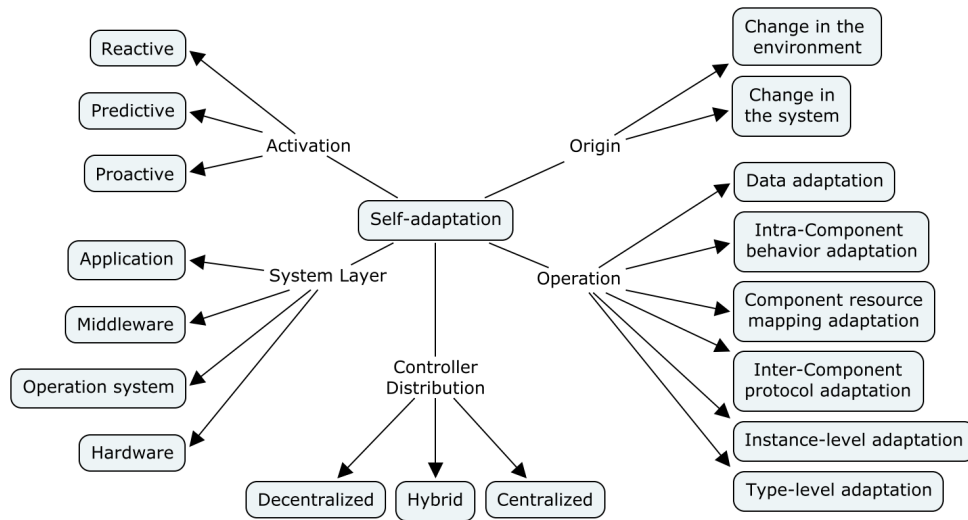 Reactive
Predictive
Proactive
Activation
Change in the
environment
Change in
the system
Origin
Self-adaptation
Application
Middleware
Operation system
Hardware
System Layer
Controller
Distribution
Decentralized
Hybrid
Centralized
Operation
Data adaptation
Intra-Component
behavior adaptation
Component resource
mapping adaptation
Inter-Component
protocol adaptation
Instance-level adaptation
Type-level adaptation